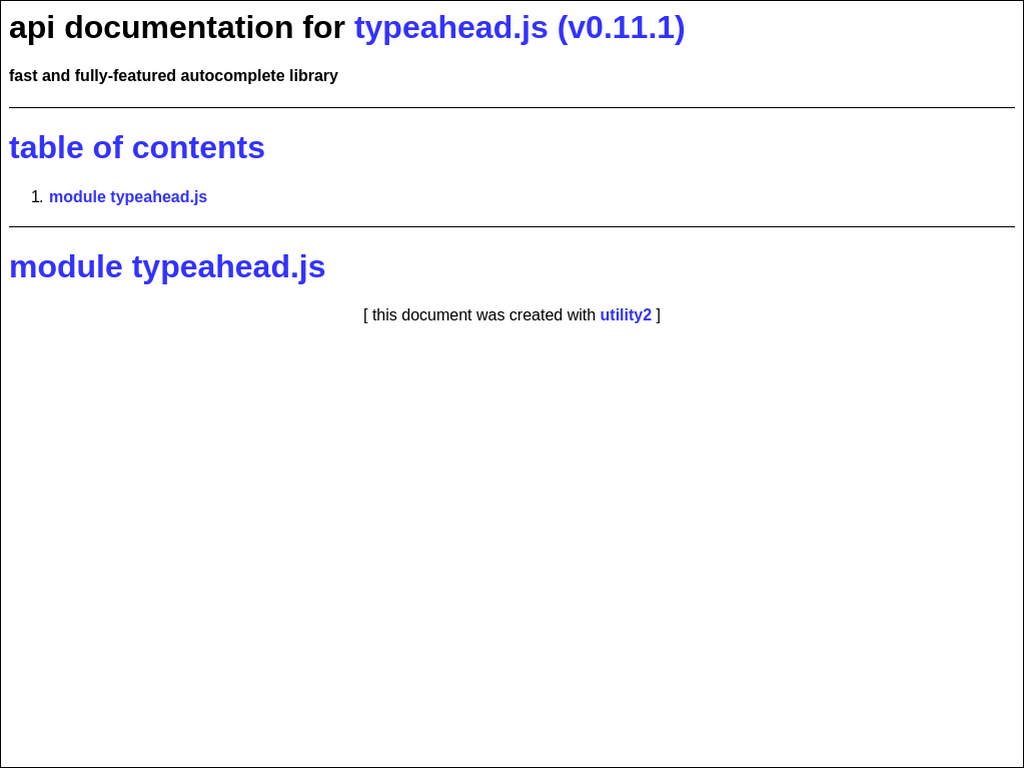 api documentation for typeahead.js (v0.11.1)
fast and fully-featured autocomplete library
table of contents
1. module typeahead.js
module typeahead.js
[ this document was created with utility2 ]